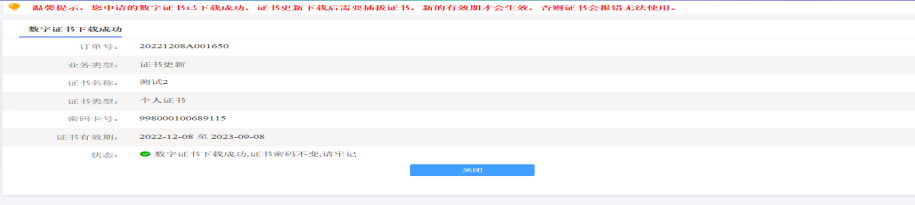 温馨提示：您申请的数字证书已下载成功，证书更新下载后需要插拔证书，新的有效期才会生效，否则证书会报错无法使用。
数字证书下载成功
订单号： 20221208A001650
业务类型： 证书更新
证书名称： 测试2
证书类型： 个人证书
密码卡号： 998000100689115
证书有效期： 2022-12-08 至 2023-09-08
状态： 数字证书下载成功,证书密码不变,请牢记
关闭